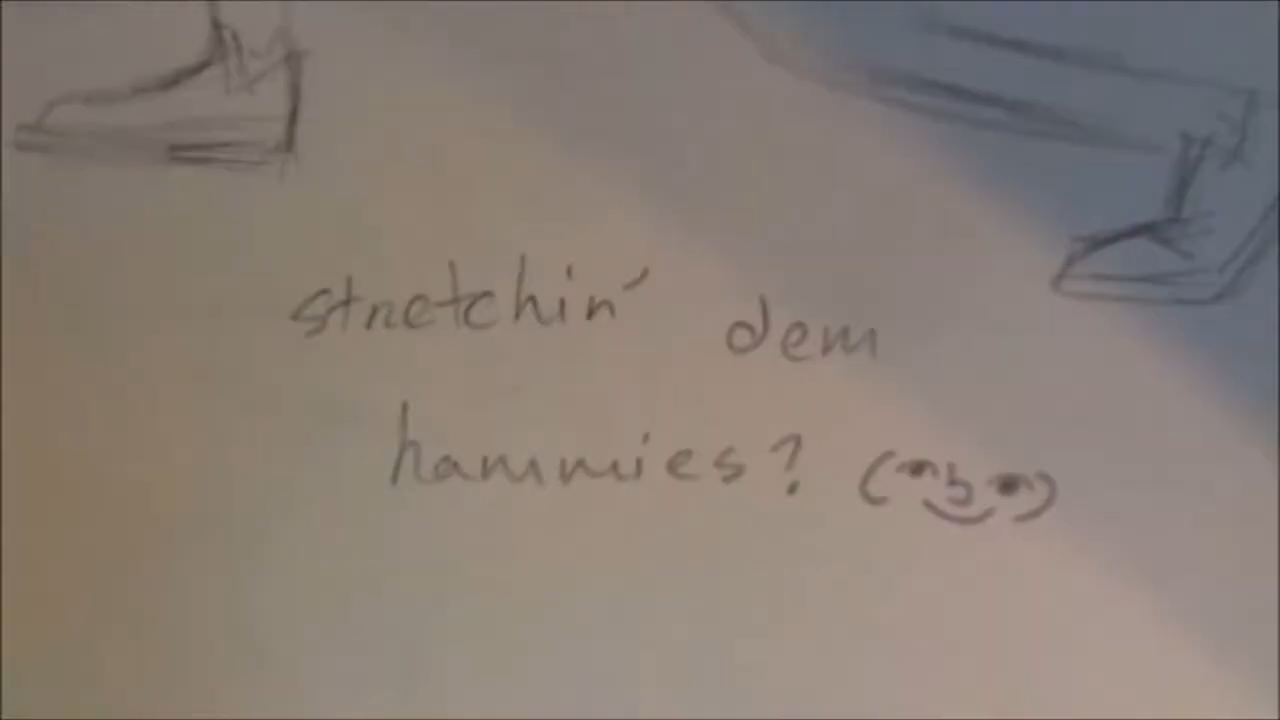 stretchin' dem
hammies? ( ͡° ͜ʖ ͡°)